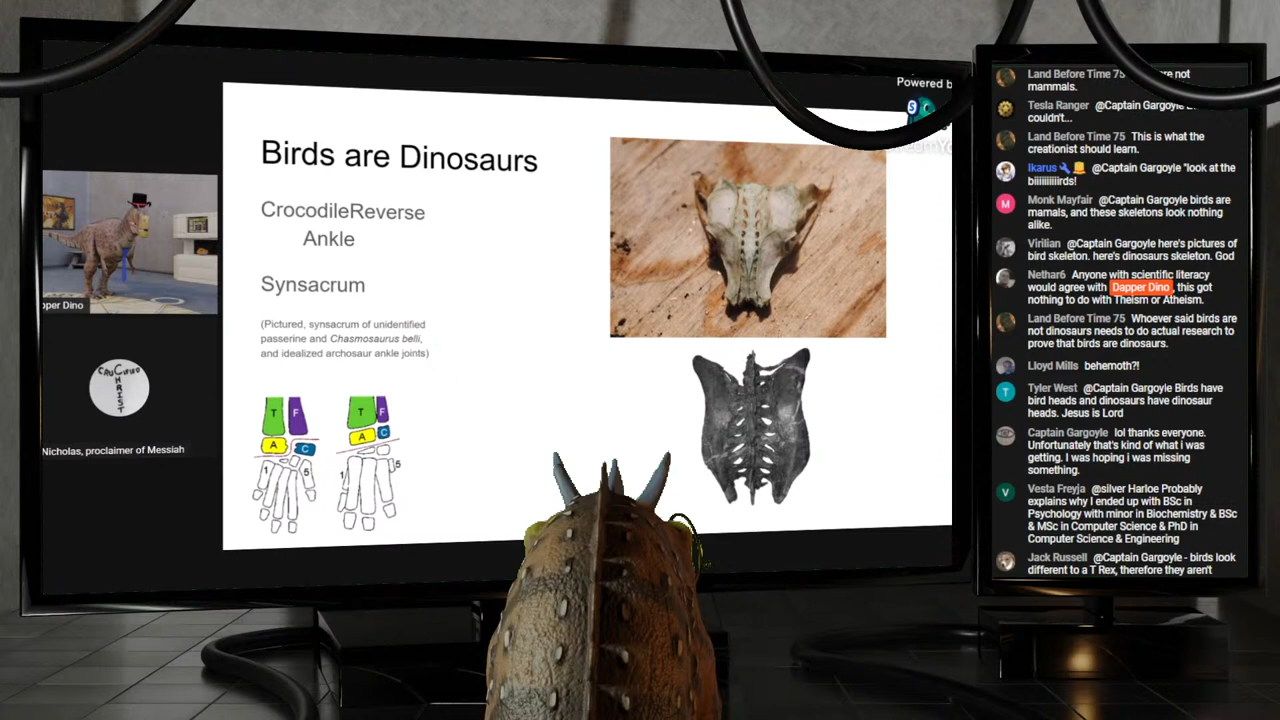 Powered b
Birds are Dinosaurs
CrocodileReverse
Ankle
Synsacrum
(Pictured, synsacrum of unidentified
passerine and Chasmosaurus belli,
and idealized archosaur ankle joints)
T F
A C
1 5
T F
A C
1 5
pper Dino
CRUCIFIED
CHRIST
Nicholas, proclaimer of Messiah
Land Before Time 75 re not
mammals.
Tesla Ranger @Captain Gargoyle
couldn't...
Land Before Time 75 This is what the
creationist should learn.
Ikarus @Captain Gargoyle "look at the
biiiiiiiiiirds!
M
Monk Mayfair @Captain Gargoyle birds are
mamals, and these skeletons look nothing
alike.
Virilian @Captain Gargoyle here's pictures of
bird skeleton. here's dinosaurs skeleton. God
Nethar6 Anyone with scientific literacy
would agree with Dapper Dino, this got
nothing to do with Theism or Atheism.
Land Before Time 75 Whoever said birds are
not dinosaurs needs to do actual research to
prove that birds are dinosaurs.
Lloyd Mills behemoth?!
T
Tyler West @Captain Gargoyle Birds have
bird heads and dinosaurs have dinosaur
heads. Jesus is Lord
Captain Gargoyle lol thanks everyone.
Unfortunately that's kind of what i was
getting. I was hoping i was missing
something.
V
Vesta Freyja @silver Harloe Probably
explains why I ended up with BSc in
Psychology with minor in Biochemistry & BSc
& MSc in Computer Science & PhD in
Computer Science & Engineering
Jack Russell @Captain Gargoyle - birds look
different to a T Rex, therefore they aren't